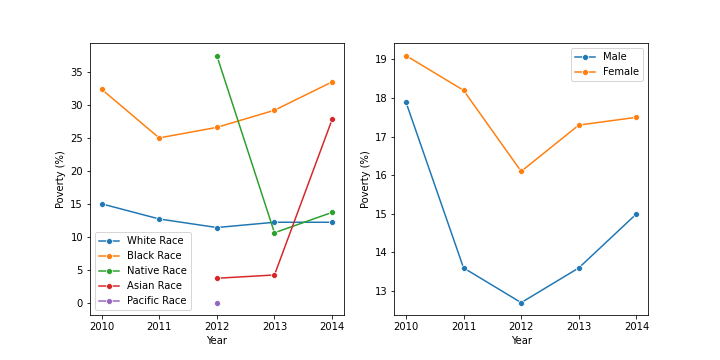 35
30
25
20
15
10
5
0
Poverty (%)
2010 2011 2012 2013 2014
Year
White Race
Black Race
Native Race
Asian Race
Pacific Race
19
18
17
16
15
14
13
Poverty (%)
2010 2011 2012 2013 2014
Year
Male
Female